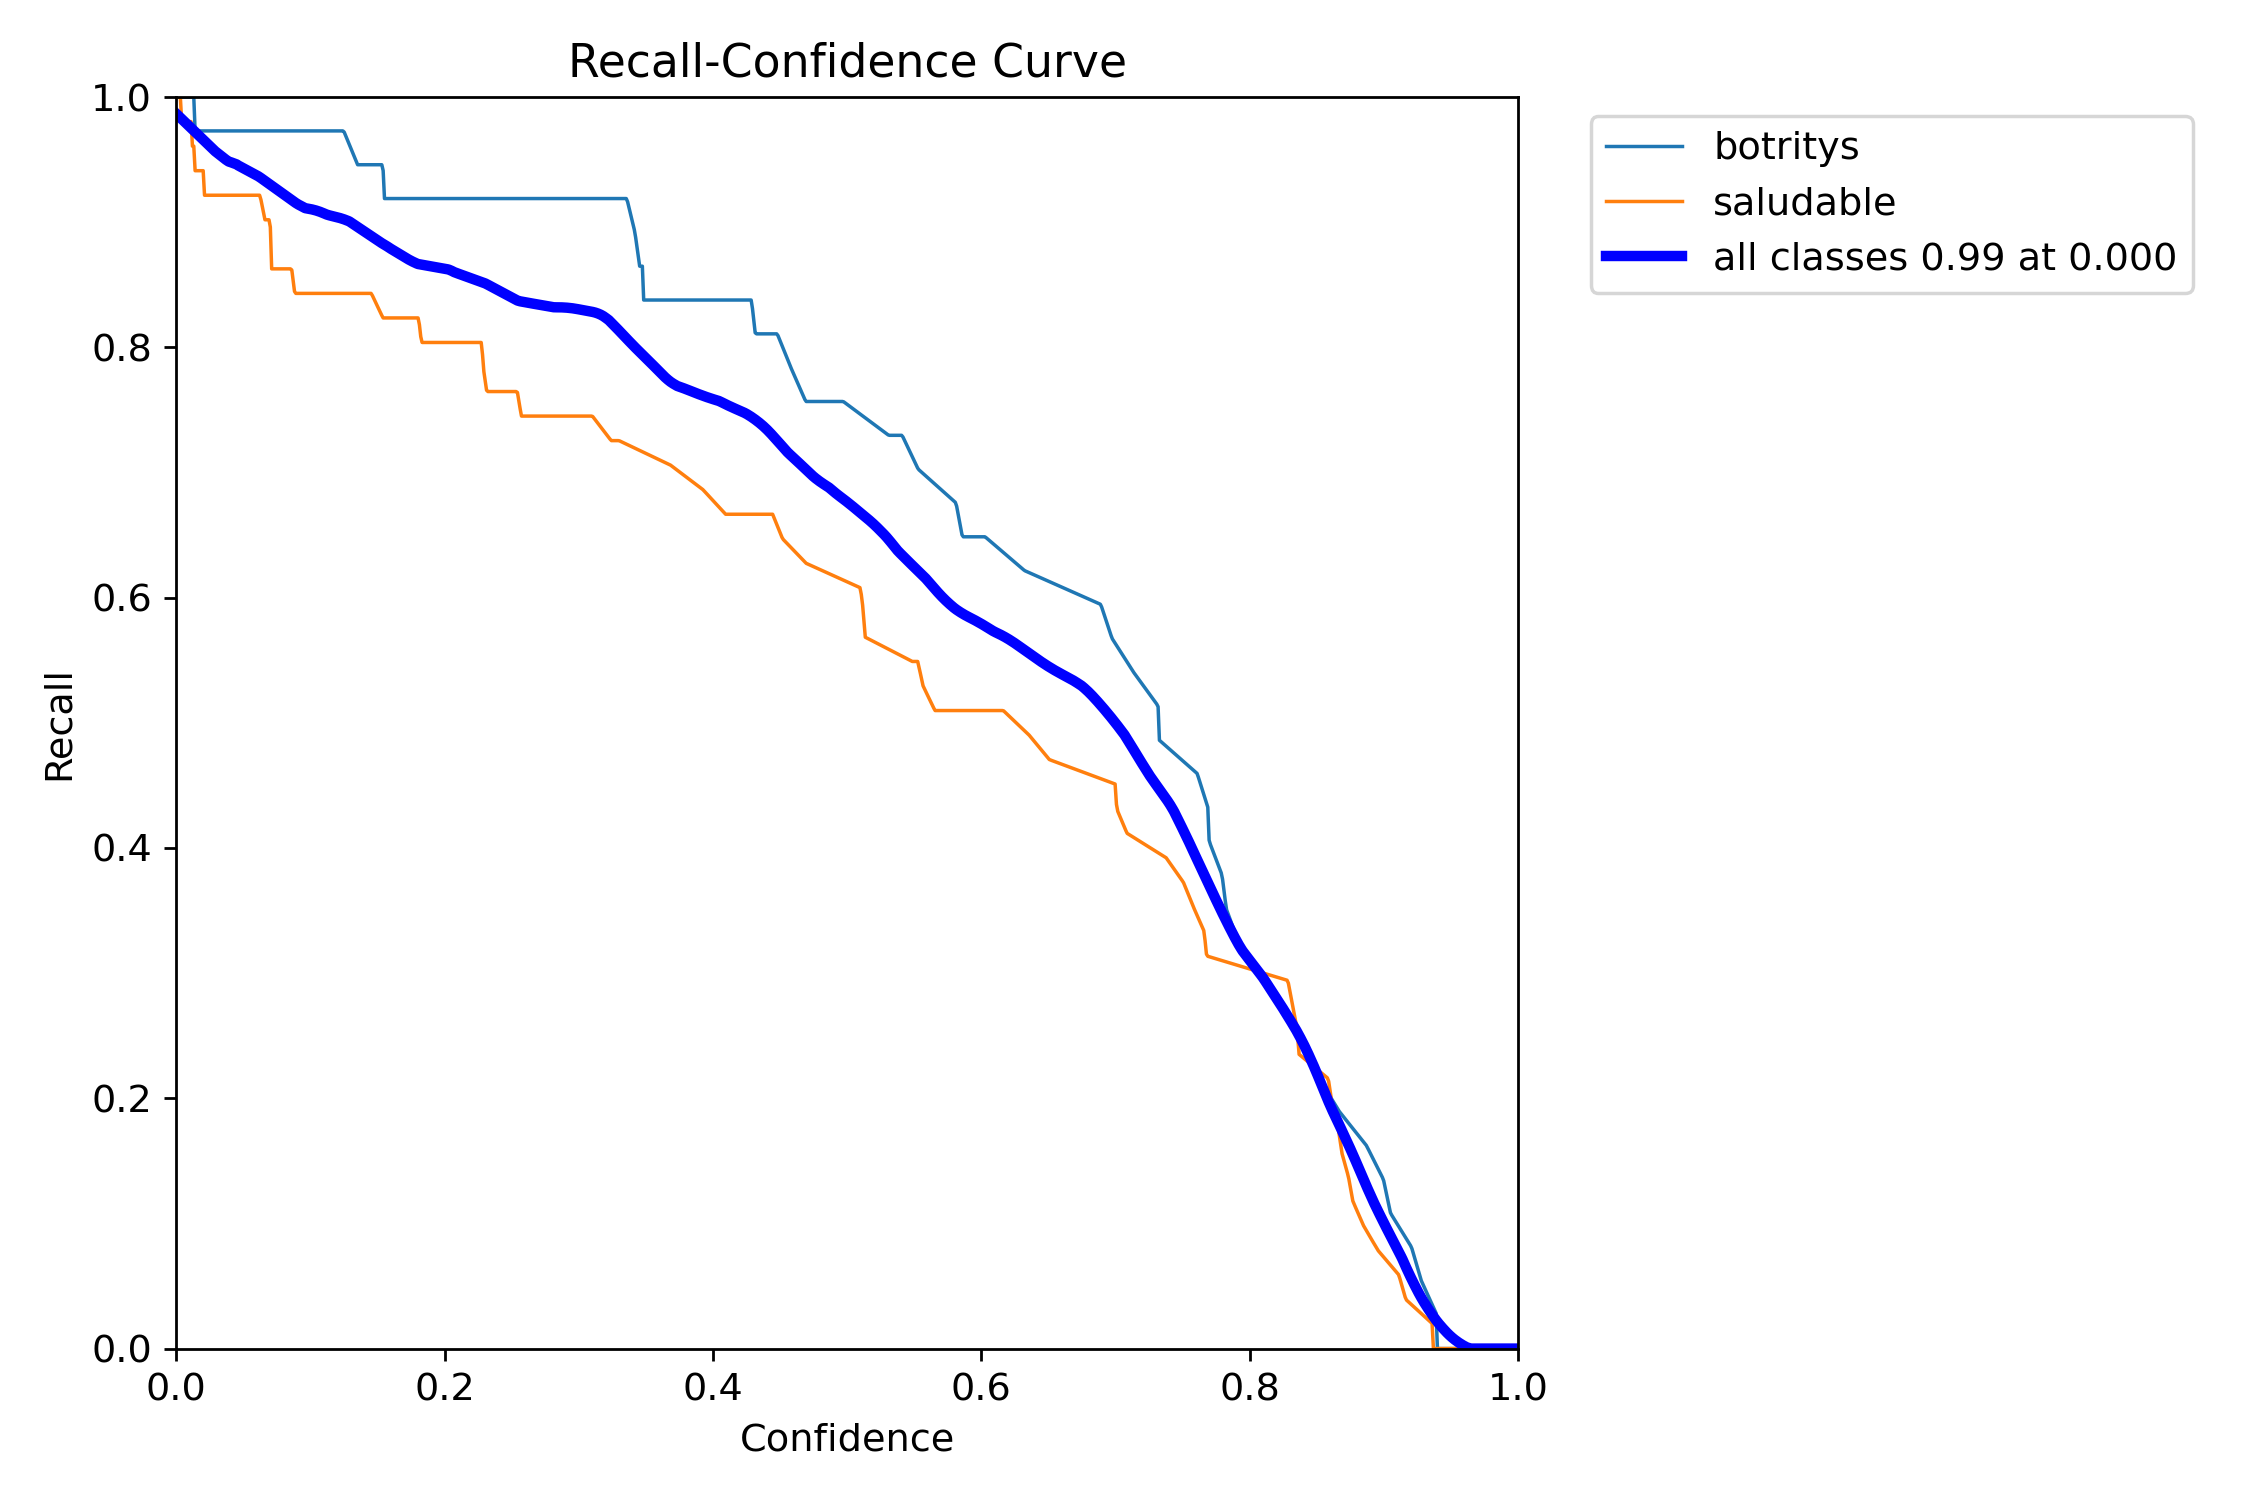 Recall-Confidence Curve
1.0
0.8
0.6
0.4
0.2
0.0
Recall
0.0 0.2 0.4 0.6 0.8 1.0
Confidence
botritys
saludable
all classes 0.99 at 0.000